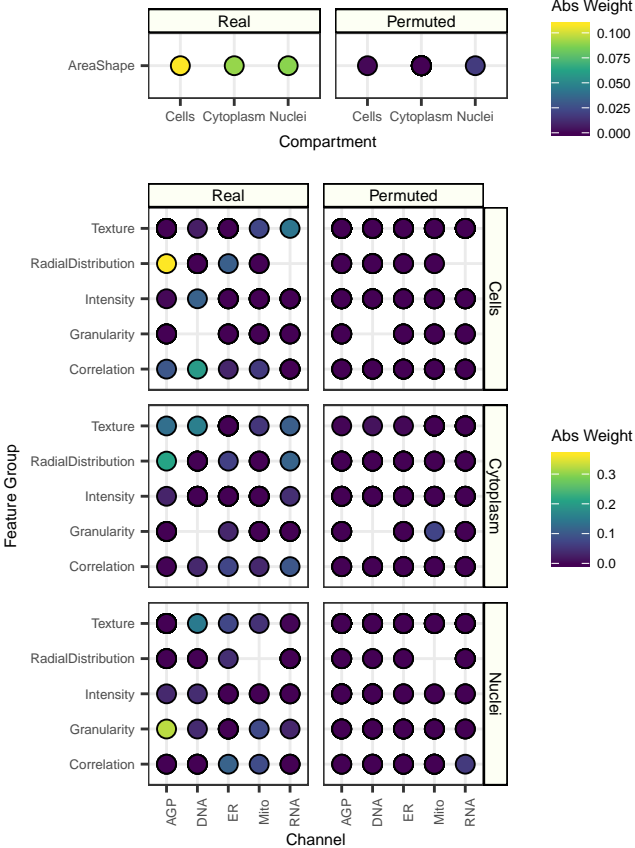 Real Permuted
AreaShape
Cells Cytoplasm Nuclei Cells Cytoplasm Nuclei
Compartment
Abs Weight
0.100
0.075
0.050
0.025
0.000
Real Permuted
Texture
RadialDistribution
Intensity
Granularity
Correlation
Cells
Texture
RadialDistribution
Intensity
Granularity
Correlation
Cytoplasm
Texture
RadialDistribution
Intensity
Granularity
Correlation
Nuclei
AGP DNA ER Mito RNA AGP DNA ER Mito RNA
Channel
Feature Group
Abs Weight
0.3
0.2
0.1
0.0